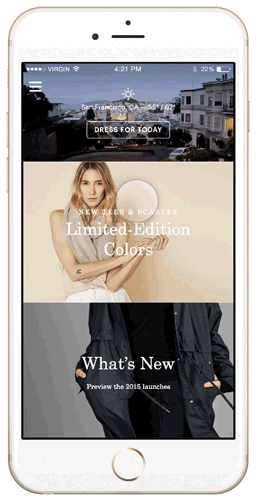 VIRGIN 4:21 PM 22%
San Francisco, CA — 55° / 62°
DRESS FOR TODAY
NEW TEES & SCARVES
Limited-Edition
Colors
What's New
Preview the 2015 launches